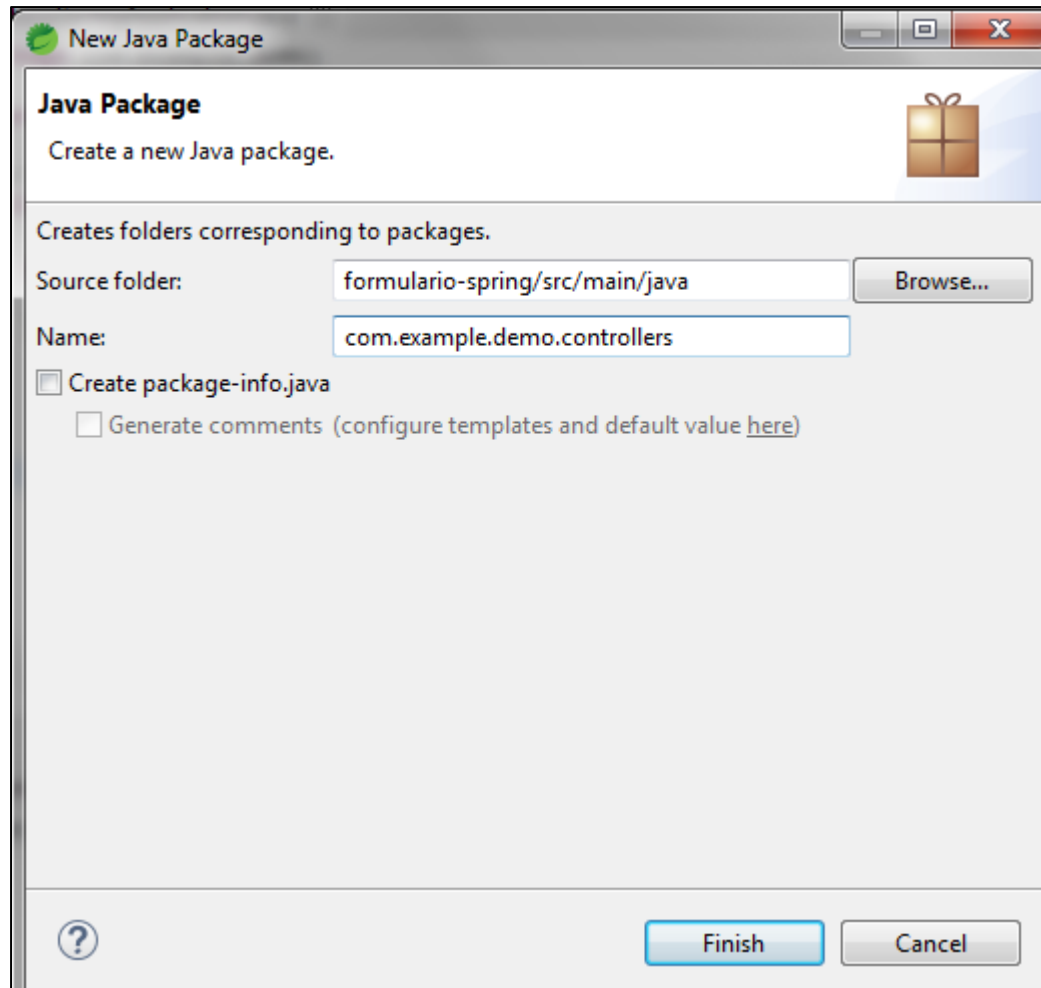 New Java Package
Java Package
Create a new Java package.
Creates folders corresponding to packages.
Source folder: formulario-spring/src/main/java Browse...
Name: com.example.demo.controllers
Create package-info.java
Generate comments (configure templates and default value here)
? Finish Cancel